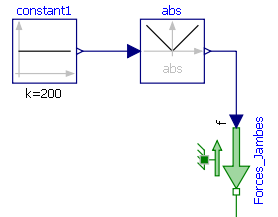 constant1
abs
abs
k=200
f
Forces_Jambes